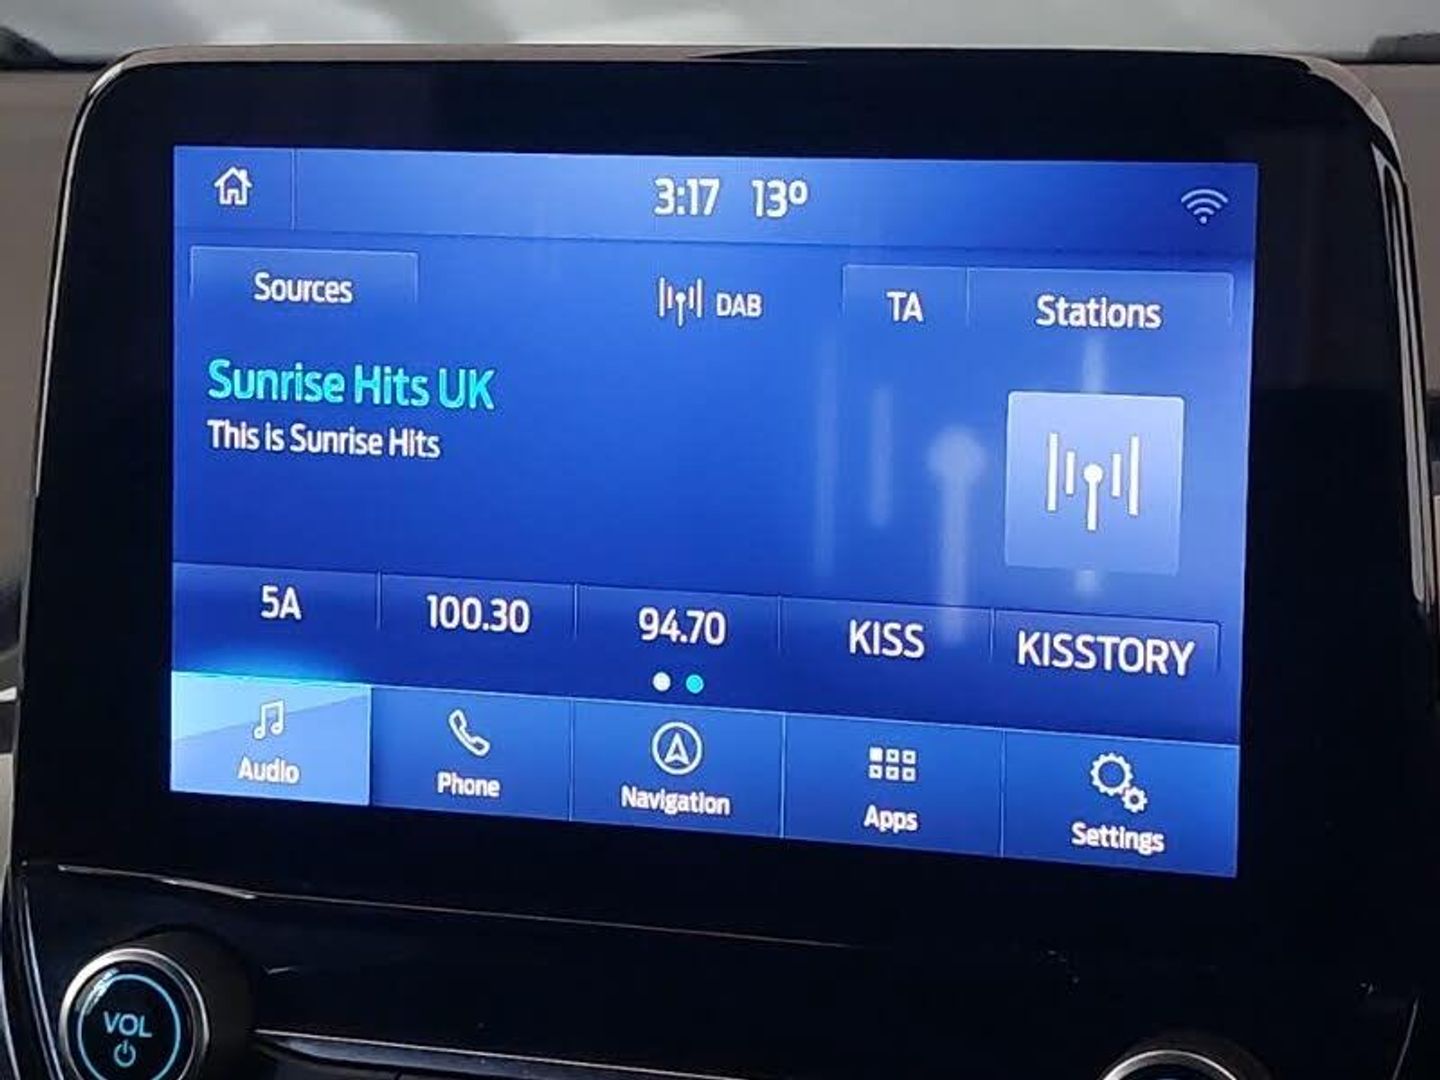 3:17 13º
Sources DAB TA Stations
Sunrise Hits UK
This is Sunrise Hits
5A 100.30 94.70 KISS KISSTORY
Audio Phone Navigation Apps Settings
VOL